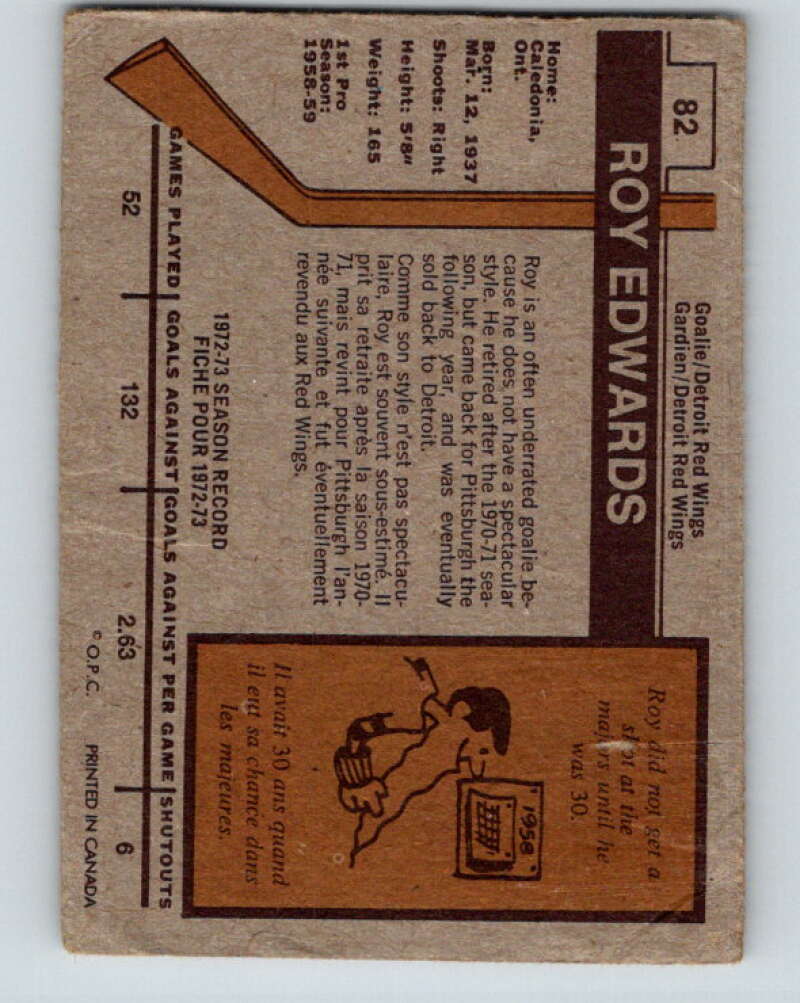 82
Goalie/Detroit Red Wings
Gardien/Detroit Red Wings
ROY EDWARDS
Home:
Caledonia,
Ont.
Born:
Mar. 12, 1937
Shoots: Right
Height: 5'8"
Weight: 165
1st Pro
Season:
1958-59
Roy is an often underrated goalie be-
cause he does not have a spectacular
style. He retired after the 1970-71 sea-
son, but came back for Pittsburgh the
following year, and was eventually
sold back to Detroit.
Comme son style n'est pas spectacu-
laire, Roy est souvent sous-estimé. Il
prit sa retraite après la saison 1970-
71, mais revint pour Pittsburgh l'an-
née suivante et fut éventuellement
revendu aux Red Wings.
Roy did not get a
shot at the
majors until he
was 30.
1958
Il avait 30 ans quand
il eut sa chance dans
les majeures.
1972-73 SEASON RECORD
FICHE POUR 1972-73
GAMES PLAYED GOALS AGAINST GOALS AGAINST PER GAME SHUTOUTS
52 132 2.63 6
© O.P.C. PRINTED IN CANADA